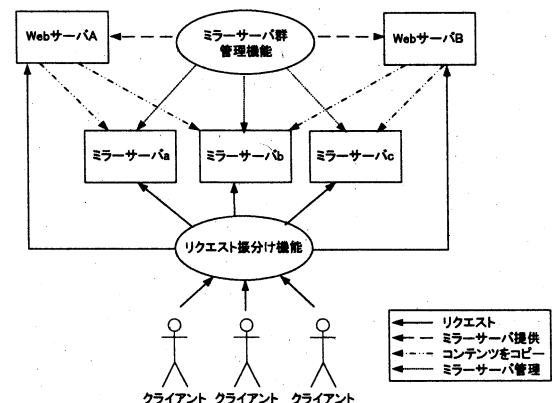 WebサーバA
ミラーサーバ群
管理機能
WebサーバB
ミラーサーバa
ミラーサーバb
ミラーサーバc
リクエスト振分け機能
リクエスト
ミラーサーバ提供
コンテンツをコピー
ミラーサーバ管理
クライアント
クライアント
クライアント